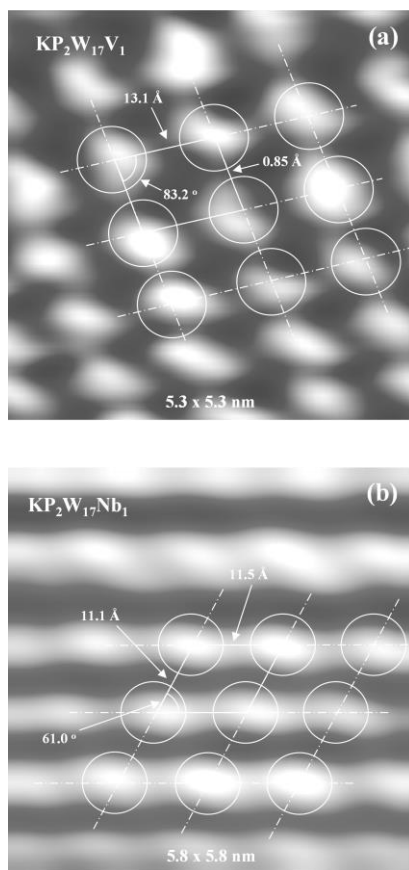 (a)
KP₂W₁₇V₁
13.1 Å
0.85 Å
83.2 °
5.3 x 5.3 nm
(b)
KP₂W₁₇Nb₁
11.5 Å
11.1 Å
61.0 °
5.8 x 5.8 nm